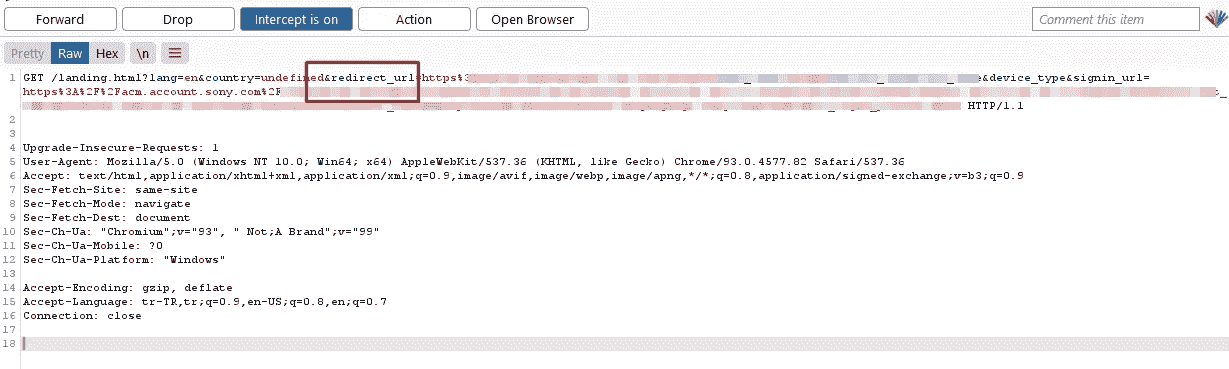 Forward Drop Intercept is on Action Open Browser Comment this item
Pretty Raw Hex \n
1 GET /landing.html?lang=en&country=undefined&redirect_url=https%3 e&device_type&signin_url=
https%3A%2F%2Facm.account.sony.com%2F t_
HTTP/1.1
2
3
4 Upgrade-Insecure-Requests: 1
5 User-Agent: Mozilla/5.0 (Windows NT 10.0; Win64; x64) AppleWebKit/537.36 (KHTML, like Gecko) Chrome/93.0.4577.82 Safari/537.36
6 Accept: text/html,application/xhtml+xml,application/xml;q=0.9,image/avif,image/webp,image/apng,*/*;q=0.8,application/signed-exchange;v=b3;q=0.9
7 Sec-Fetch-Site: same-site
8 Sec-Fetch-Mode: navigate
9 Sec-Fetch-Dest: document
10 Sec-Ch-Ua: "Chromium";v="93", " Not;A Brand";v="99"
11 Sec-Ch-Ua-Mobile: ?0
12 Sec-Ch-Ua-Platform: "Windows"
13
14 Accept-Encoding: gzip, deflate
15 Accept-Language: tr-TR,tr;q=0.9,en-US;q=0.8,en;q=0.7
16 Connection: close
17
18